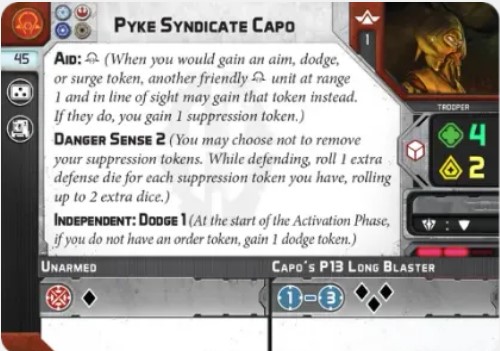 PYKE SYNDICATE CAPO
1
45
AID: (When you would gain an aim, dodge,
or surge token, another friendly unit at range
1 and in line of sight may gain that token instead.
If they do, you gain 1 suppression token.)
TROOPER
DANGER SENSE 2 (You may choose not to remove
your suppression tokens. While defending, roll 1 extra
defense die for each suppression token you have, rolling
up to 2 extra dice.)
4
2
INDEPENDENT: DODGE 1 (At the start of the Activation Phase,
if you do not have an order token, gain 1 dodge token.)
:
UNARMED
CAPO'S P13 LONG BLASTER
1 – 3